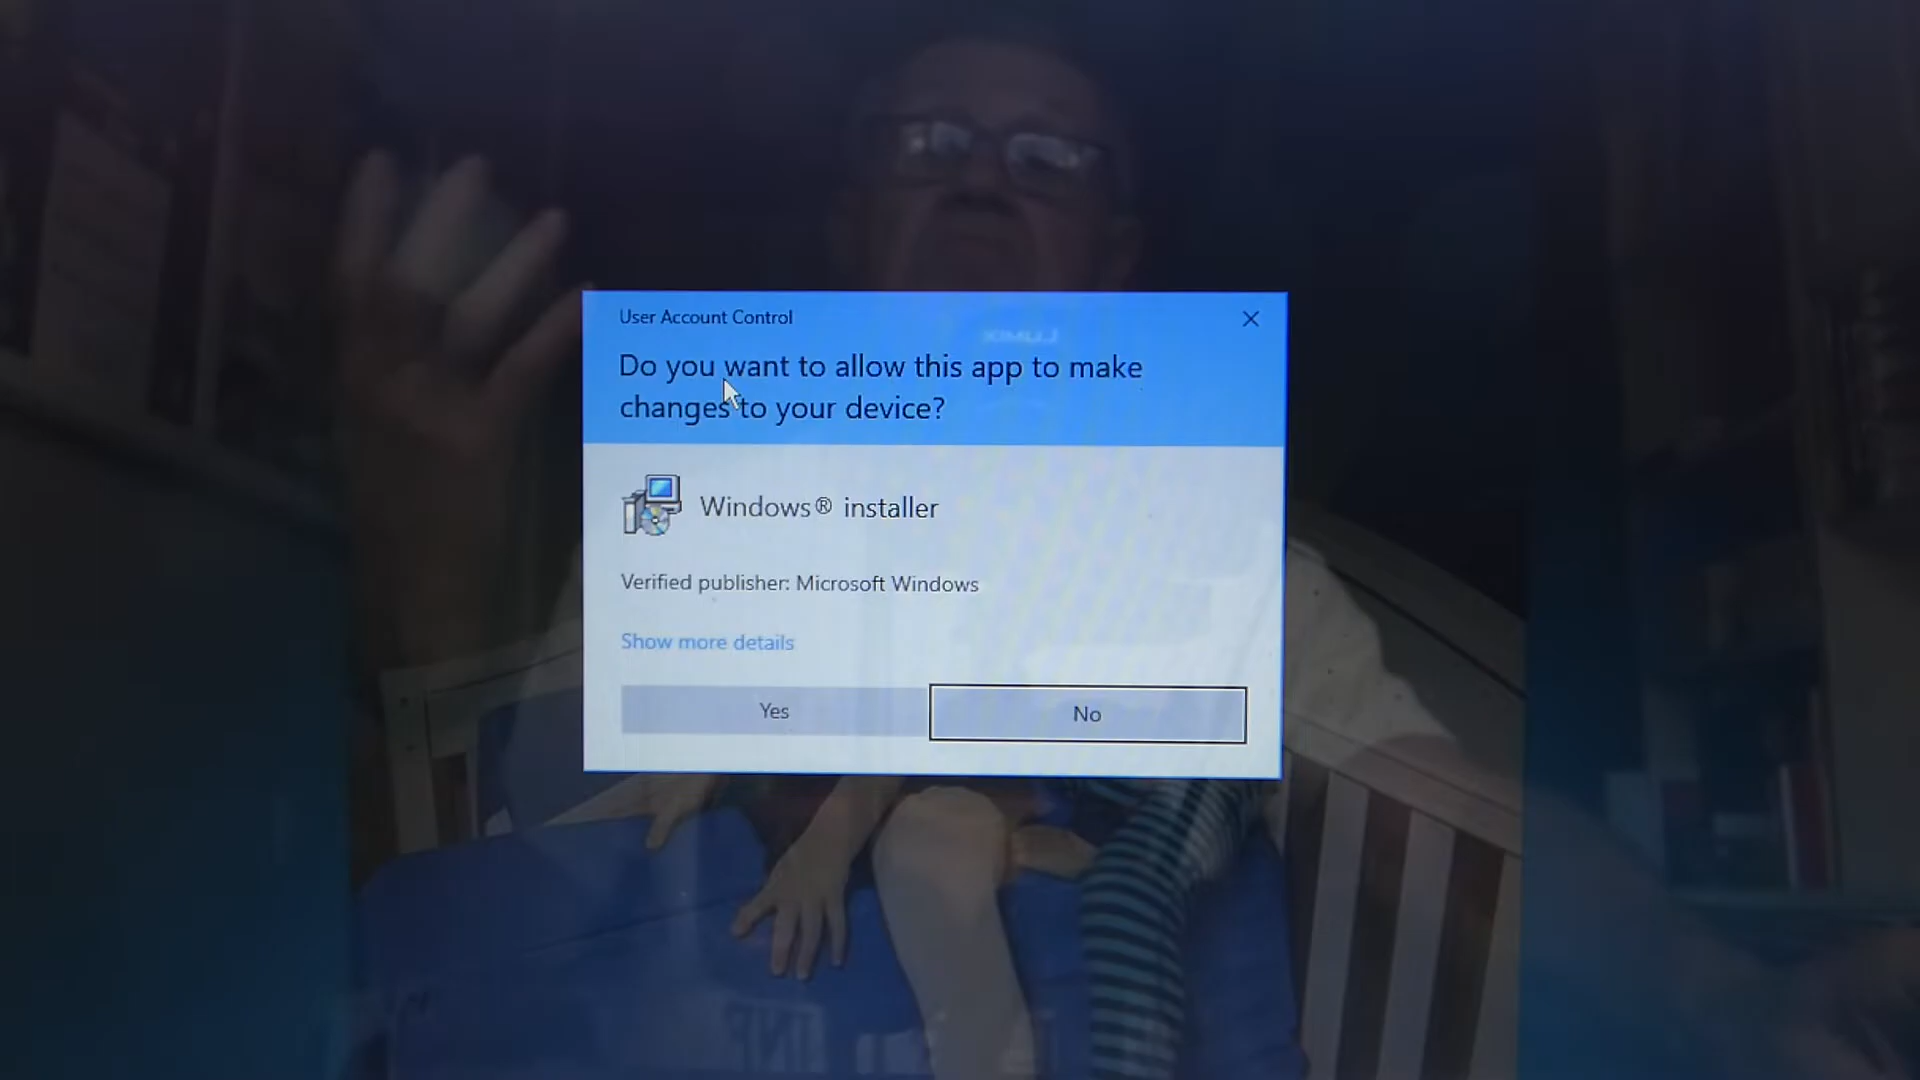 User Account Control
Do you want to allow this app to make
changes to your device?
Windows® installer
Verified publisher: Microsoft Windows
Show more details
Yes
No